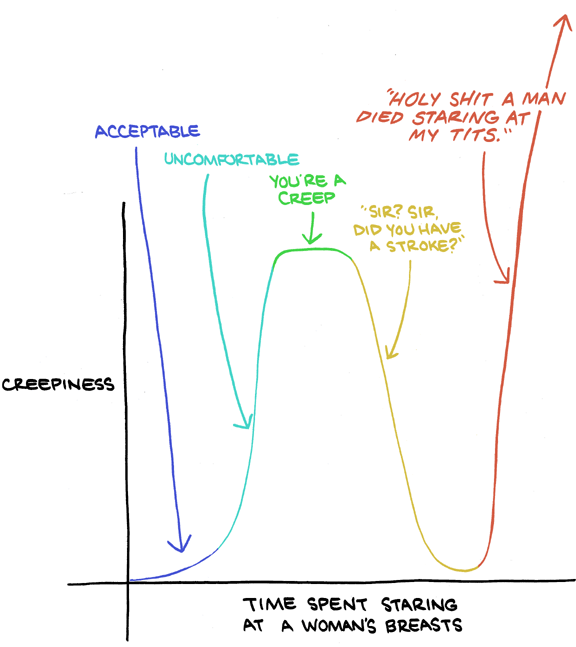 "HOLY SHIT A MAN
DIED STARING AT
MY TITS."
ACCEPTABLE
UNCOMFORTABLE
YOU'RE A
CREEP
"SIR? SIR,
DID YOU HAVE
A STROKE?"
CREEPINESS
TIME SPENT STARING
AT A WOMAN'S BREASTS